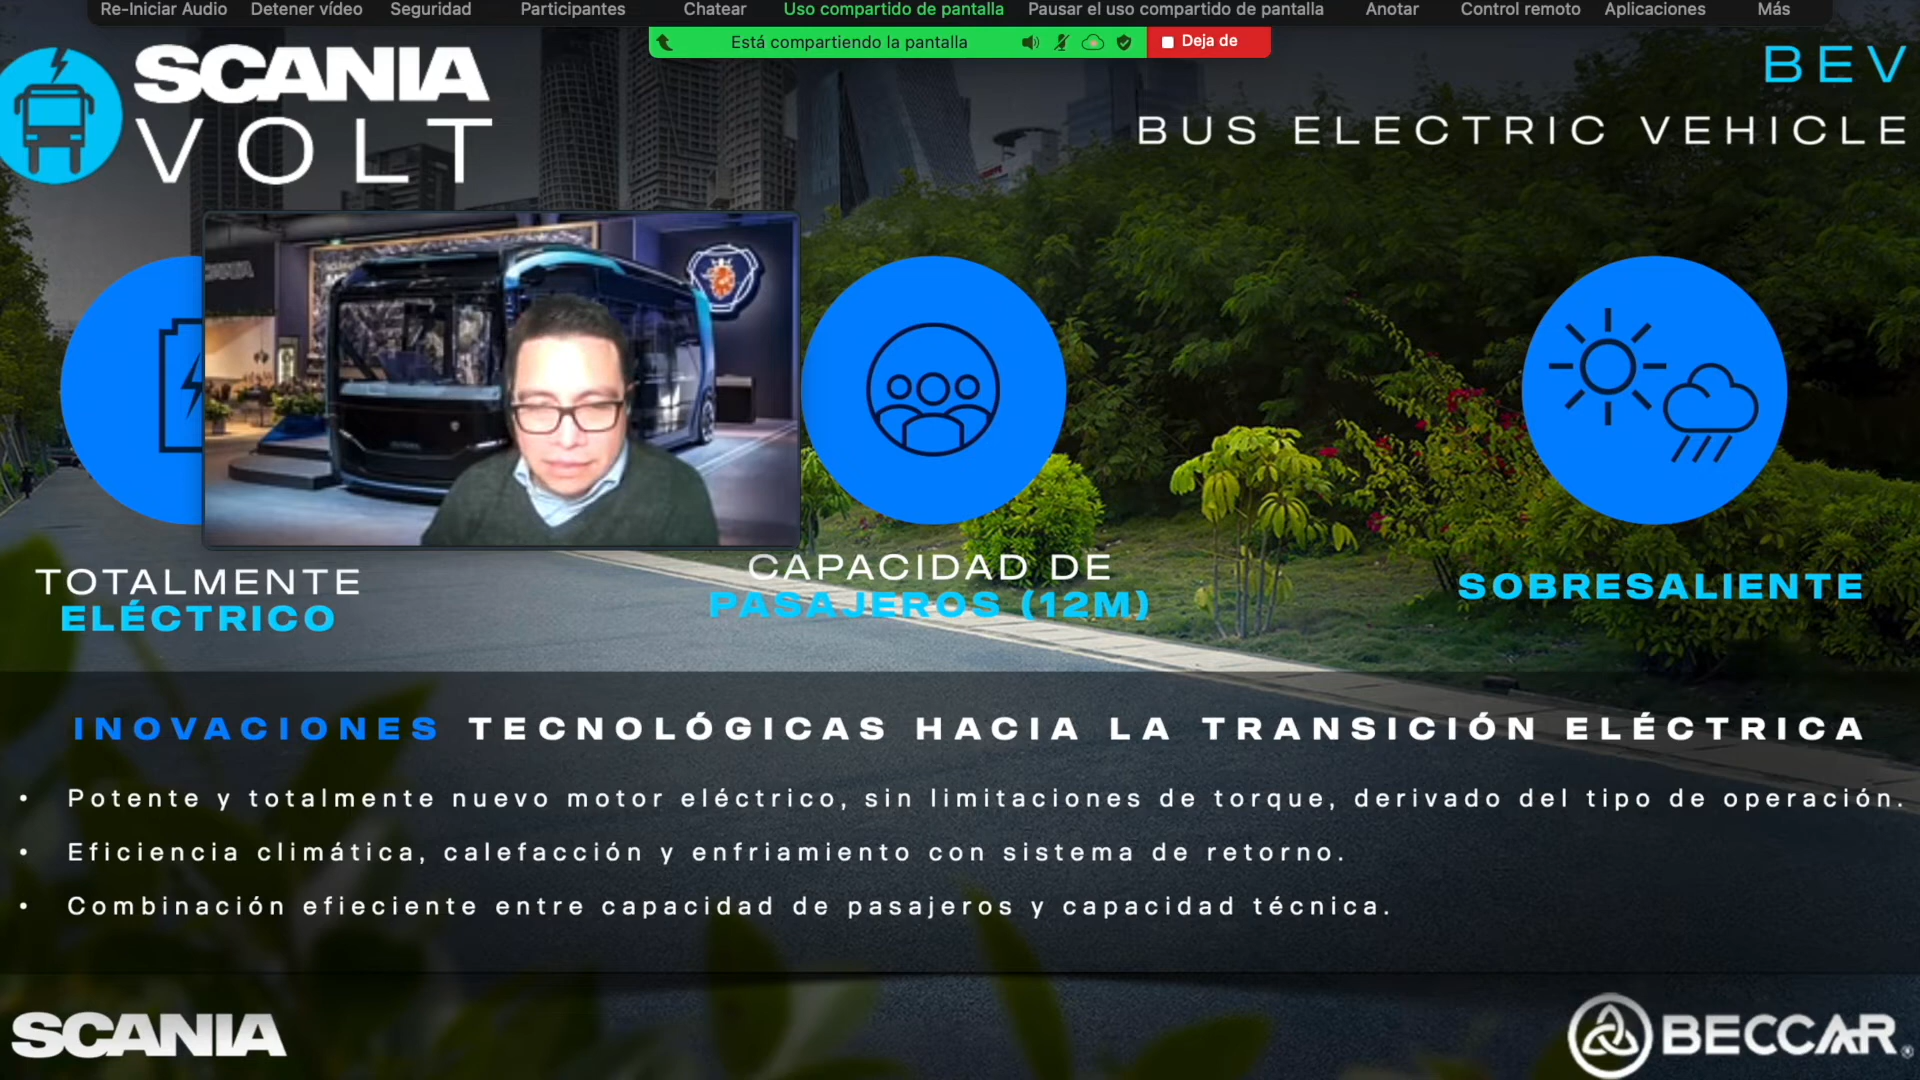 Re-Iniciar Audio Detener vídeo Seguridad Participantes Chatear Uso compartido de pantalla Pausar el uso compartido de pantalla Anotar Control remoto Aplicaciones Más
Está compartiendo la pantalla Deja de
SCANIA
VOLT
BEV
BUS ELECTRIC VEHICLE
TOTALMENTE
ELÉCTRICO
CAPACIDAD DE
PASAJEROS (12M)
SOBRESALIENTE
INOVACIONES TECNOLÓGICAS HACIA LA TRANSICIÓN ELÉCTRICA
• Potente y totalmente nuevo motor eléctrico, sin limitaciones de torque, derivado del tipo de operación.
• Eficiencia climática, calefacción y enfriamiento con sistema de retorno.
• Combinación efieciente entre capacidad de pasajeros y capacidad técnica.
SCANIA
BECCAR®